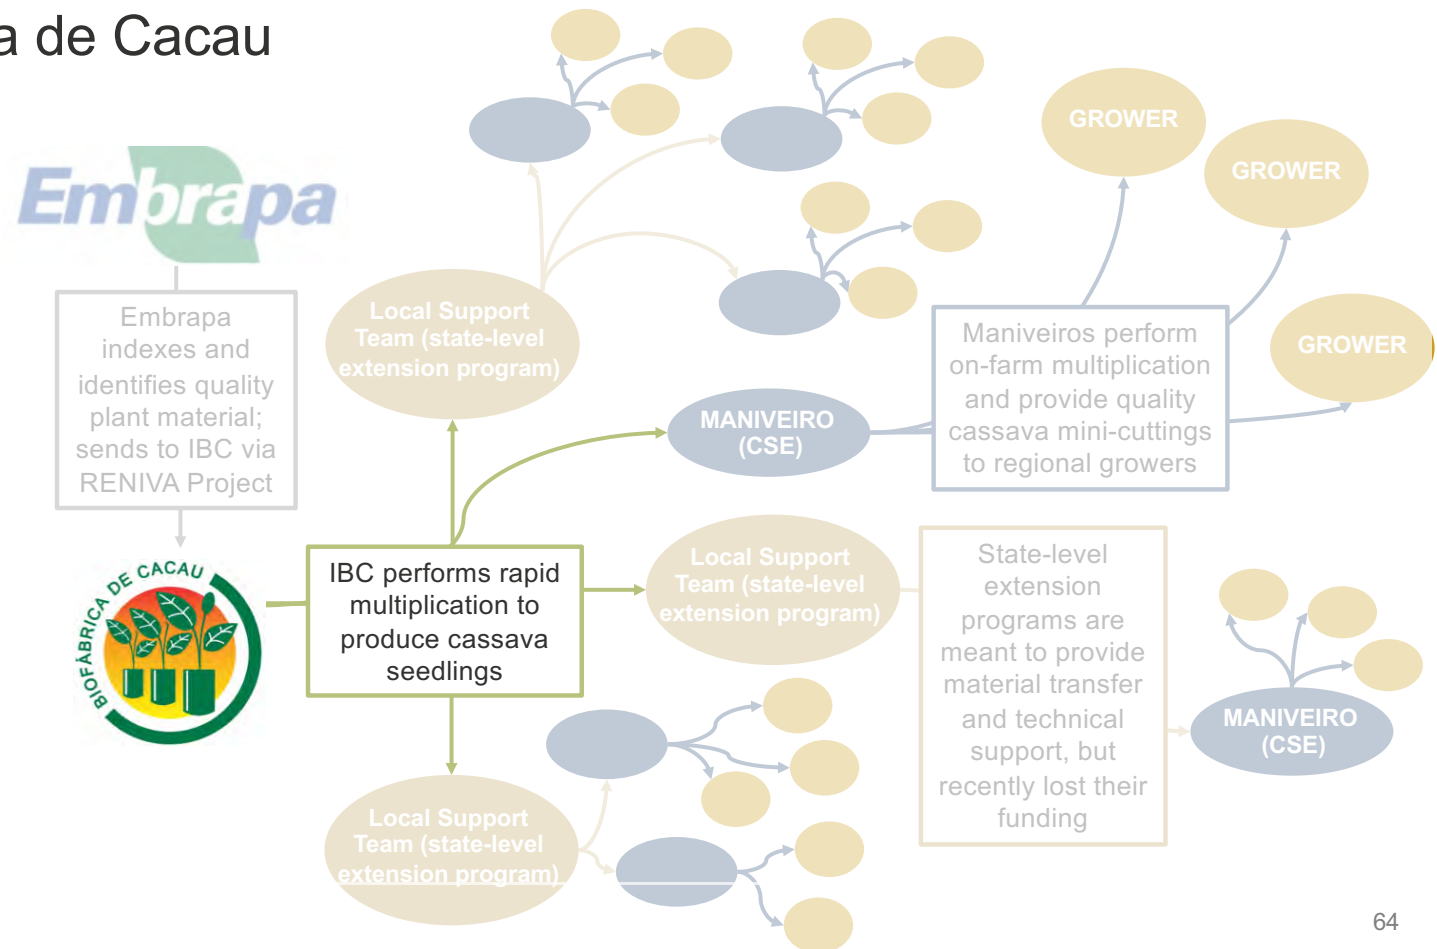 a de Cacau
Embrapa
Embrapa
indexes and
identifies quality
plant material;
sends to IBC via
RENIVA Project
BIOFÁBRICA DE CACAU
IBC performs rapid
multiplication to
produce cassava
seedlings
Local Support
Team (state-level
extension program)
MANIVEIRO
(CSE)
Maniveiros perform
on-farm multiplication
and provide quality
cassava mini-cuttings
to regional growers
GROWER
GROWER
GROWER
Local Support
Team (state-level
extension program)
State-level
extension
programs are
meant to provide
material transfer
and technical
support, but
recently lost their
funding
MANIVEIRO
(CSE)
Local Support
Team (state-level
extension program)
64